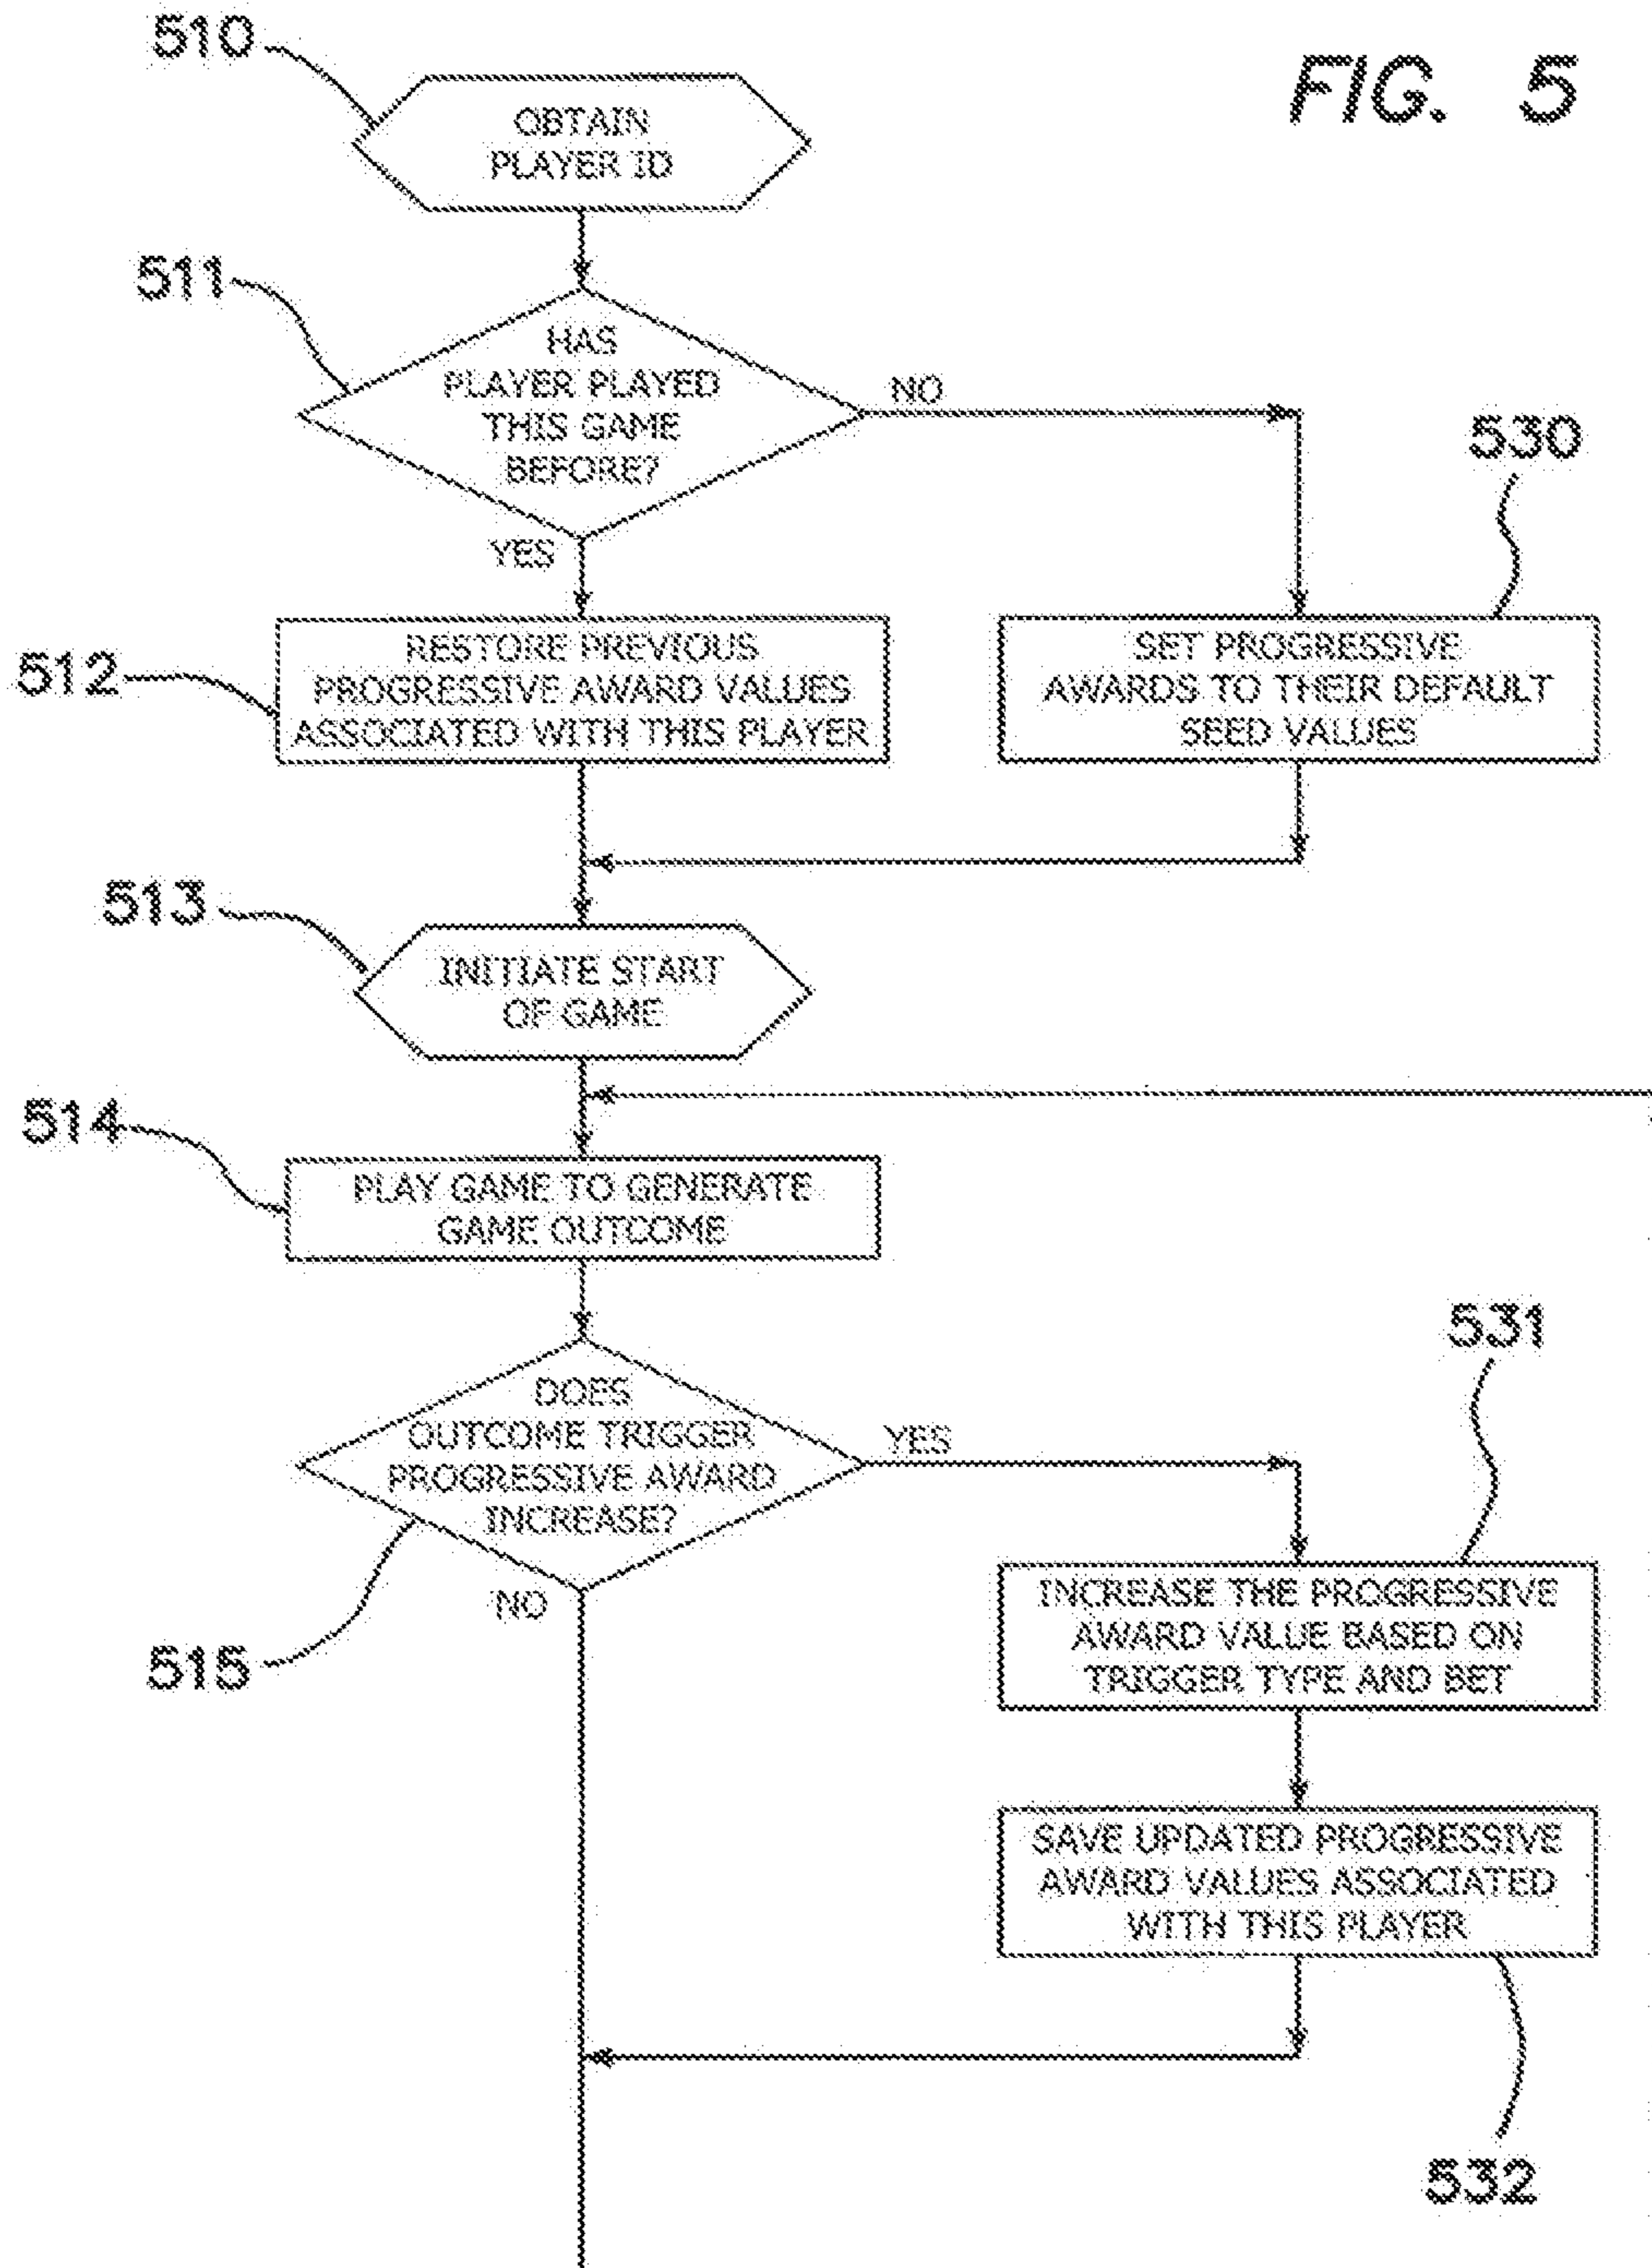 FIG. 5
510
OBTAIN
PLAYER ID
511
HAS
PLAYER PLAYED
THIS GAME
BEFORE?
NO
YES
530
512
RESTORE PREVIOUS
PROGRESSIVE AWARD VALUES
ASSOCIATED WITH THIS PLAYER
SET PROGRESSIVE
AWARDS TO THEIR DEFAULT
SEED VALUES
513
INITIATE START
OF GAME
514
PLAY GAME TO GENERATE
GAME OUTCOME
DOES
OUTCOME TRIGGER
PROGRESSIVE AWARD
INCREASE?
YES
NO
515
531
INCREASE THE PROGRESSIVE
AWARD VALUE BASED ON
TRIGGER TYPE AND BET
SAVE UPDATED PROGRESSIVE
AWARD VALUES ASSOCIATED
WITH THIS PLAYER
532